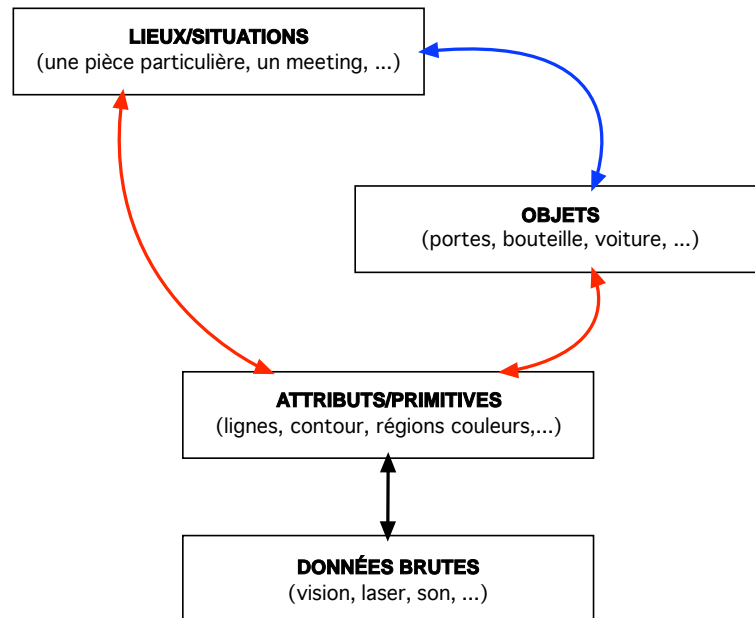 LIEUX/SITUATIONS
(une pièce particulière, un meeting, ...)
OBJETS
(portes, bouteille, voiture, ...)
ATTRIBUTS/PRIMITIVES
(lignes, contour, régions couleurs,...)
DONNÉES BRUTES
(vision, laser, son, ...)